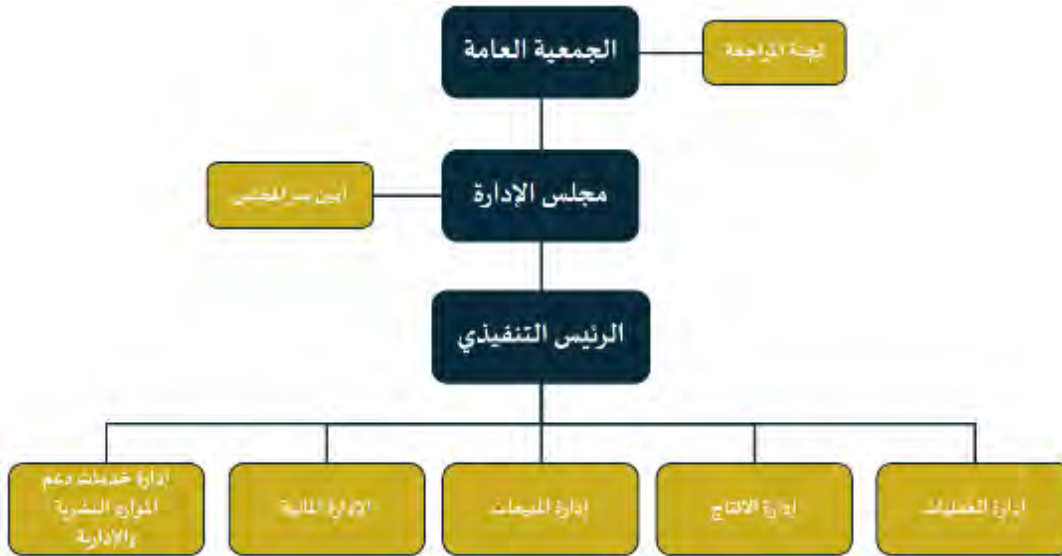 الجمعية العامة
لجنة المراجعة
مجلس الإدارة
أمين سر المجلس
الرئيس التنفيذي
إدارة العمليات
إدارة الانتاج
إدارة المبيعات
الإدارة المالية
إدارة خدمات دعم
الموارد البشرية
والإدارية